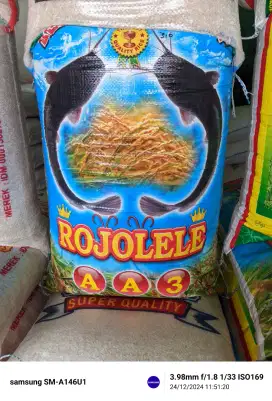 QUALITY
ROJOLELE
A A 3
SUPER QUALITY
samsung SM-A146U1
3.98mm f/1.8 1/33 ISO169
24/12/2024 11:51:20